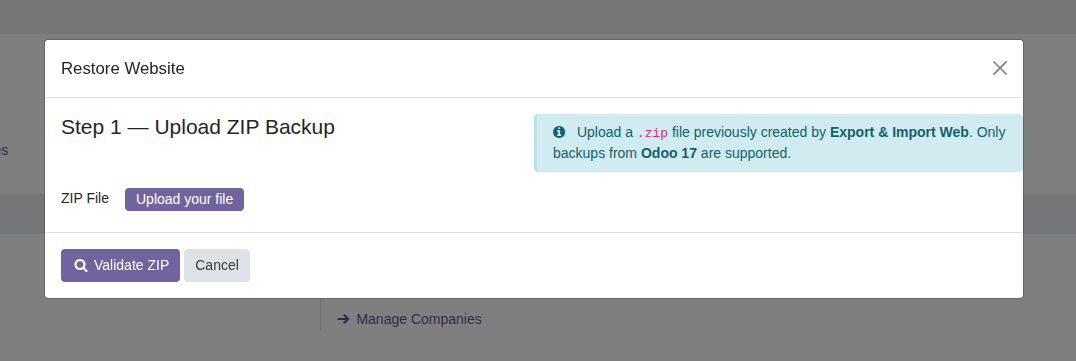 Restore Website
Step 1 — Upload ZIP Backup
Upload a .zip file previously created by Export & Import Web. Only
backups from Odoo 17 are supported.
ZIP File Upload your file
Validate ZIP Cancel
Manage Companies